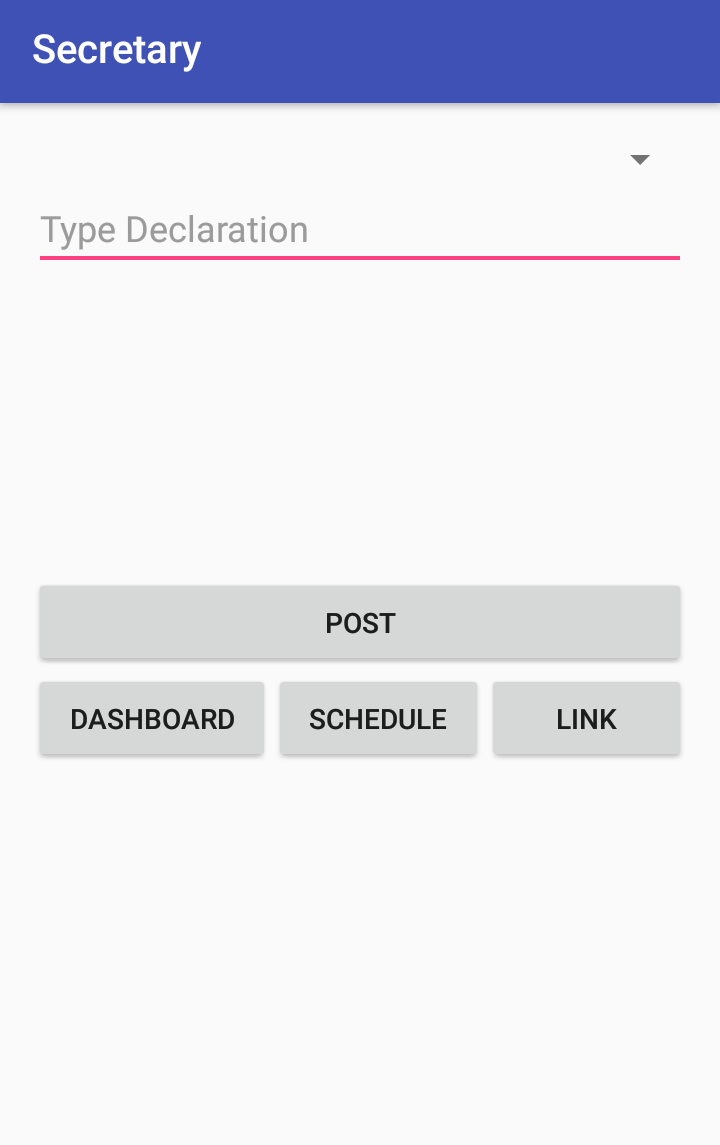 Secretary
Type Declaration
POST
DASHBOARD SCHEDULE LINK